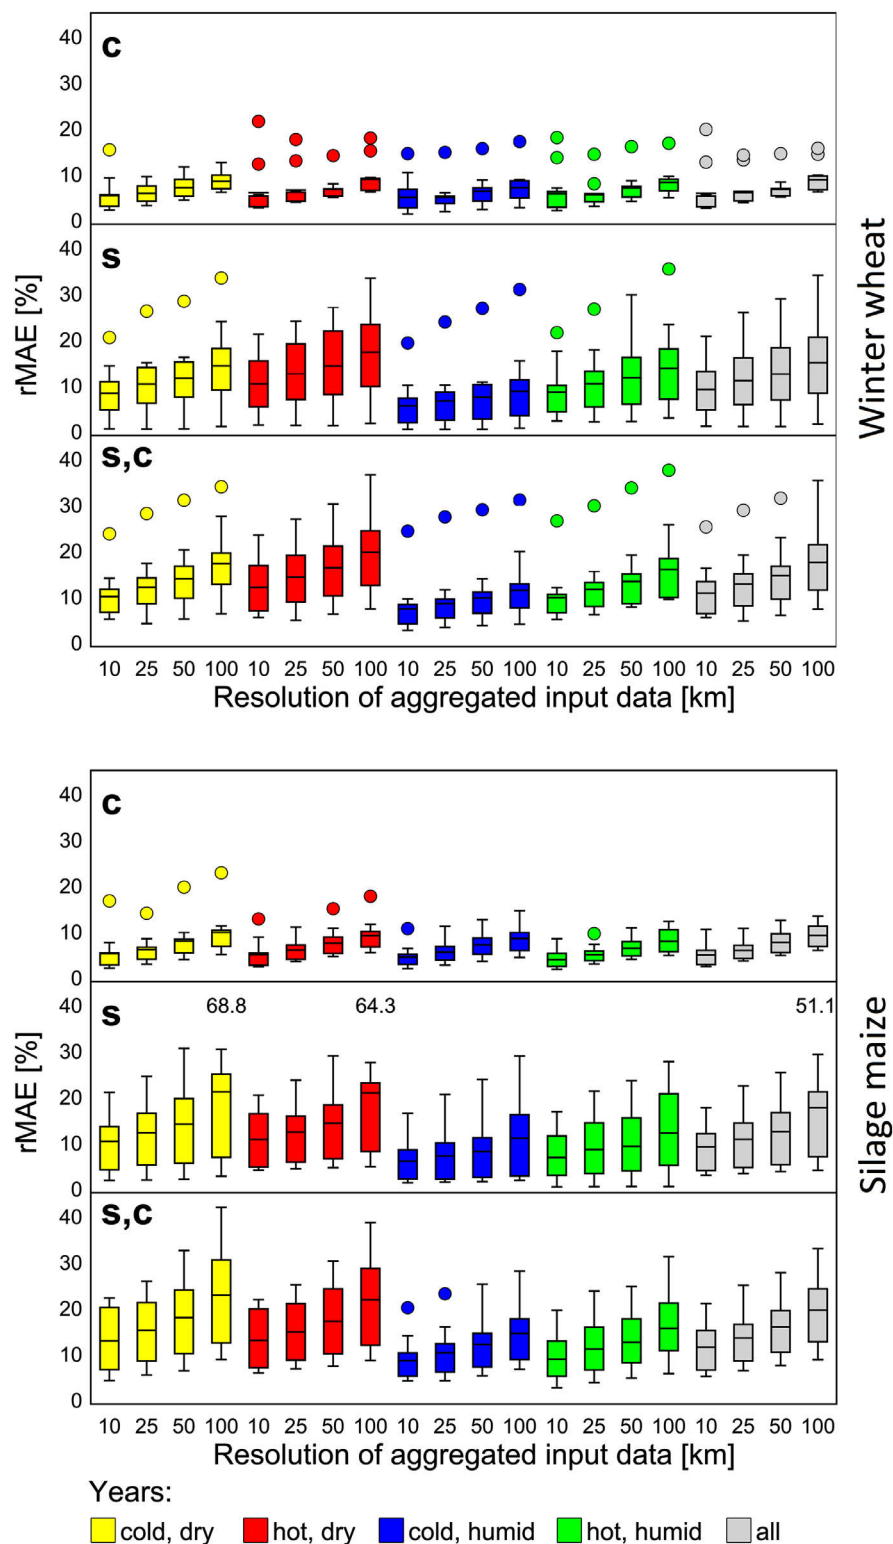 c
40
30
20
10
0
s
40
30
20
10
0
s,c
40
30
20
10
0
rMAE [%]
Winter wheat
10 25 50 100 10 25 50 100 10 25 50 100 10 25 50 100 10 25 50 100
Resolution of aggregated input data [km]
c
40
30
20
10
0
s
68.8 64.3 51.1
40
30
20
10
0
s,c
40
30
20
10
0
rMAE [%]
Silage maize
10 25 50 100 10 25 50 100 10 25 50 100 10 25 50 100 10 25 50 100
Resolution of aggregated input data [km]
Years:
cold, dry hot, dry cold, humid hot, humid all